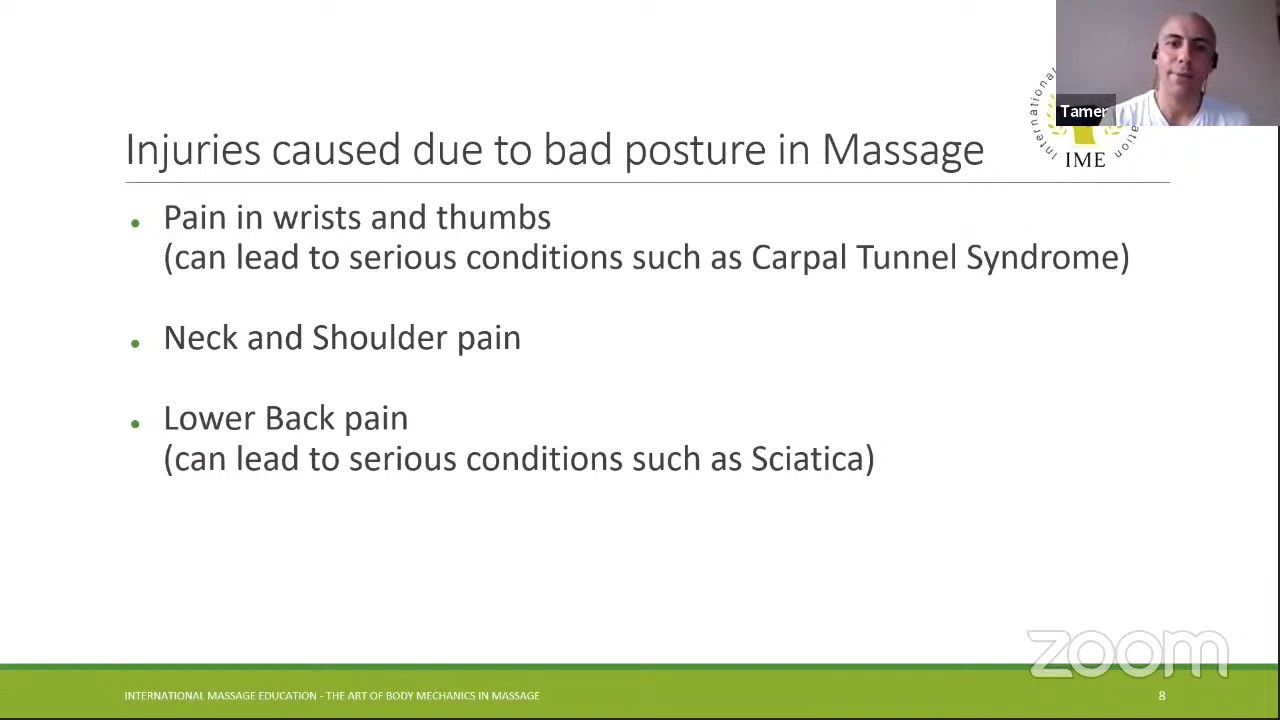 Tamer
International
ation
IME
Injuries caused due to bad posture in Massage
• Pain in wrists and thumbs
(can lead to serious conditions such as Carpal Tunnel Syndrome)
• Neck and Shoulder pain
• Lower Back pain
(can lead to serious conditions such as Sciatica)
zoom
INTERNATIONAL MASSAGE EDUCATION - THE ART OF BODY MECHANICS IN MASSAGE
8